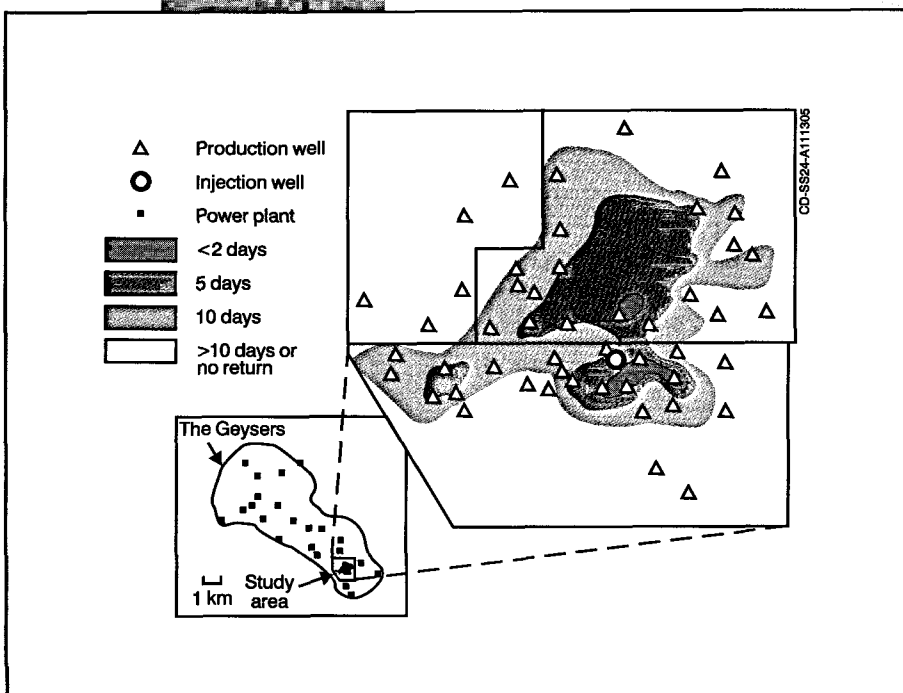 CD-SS24-A111305
Production well
Injection well
Power plant
<2 days
5 days
10 days
>10 days or
no return
The Geysers
Study
area
1 km